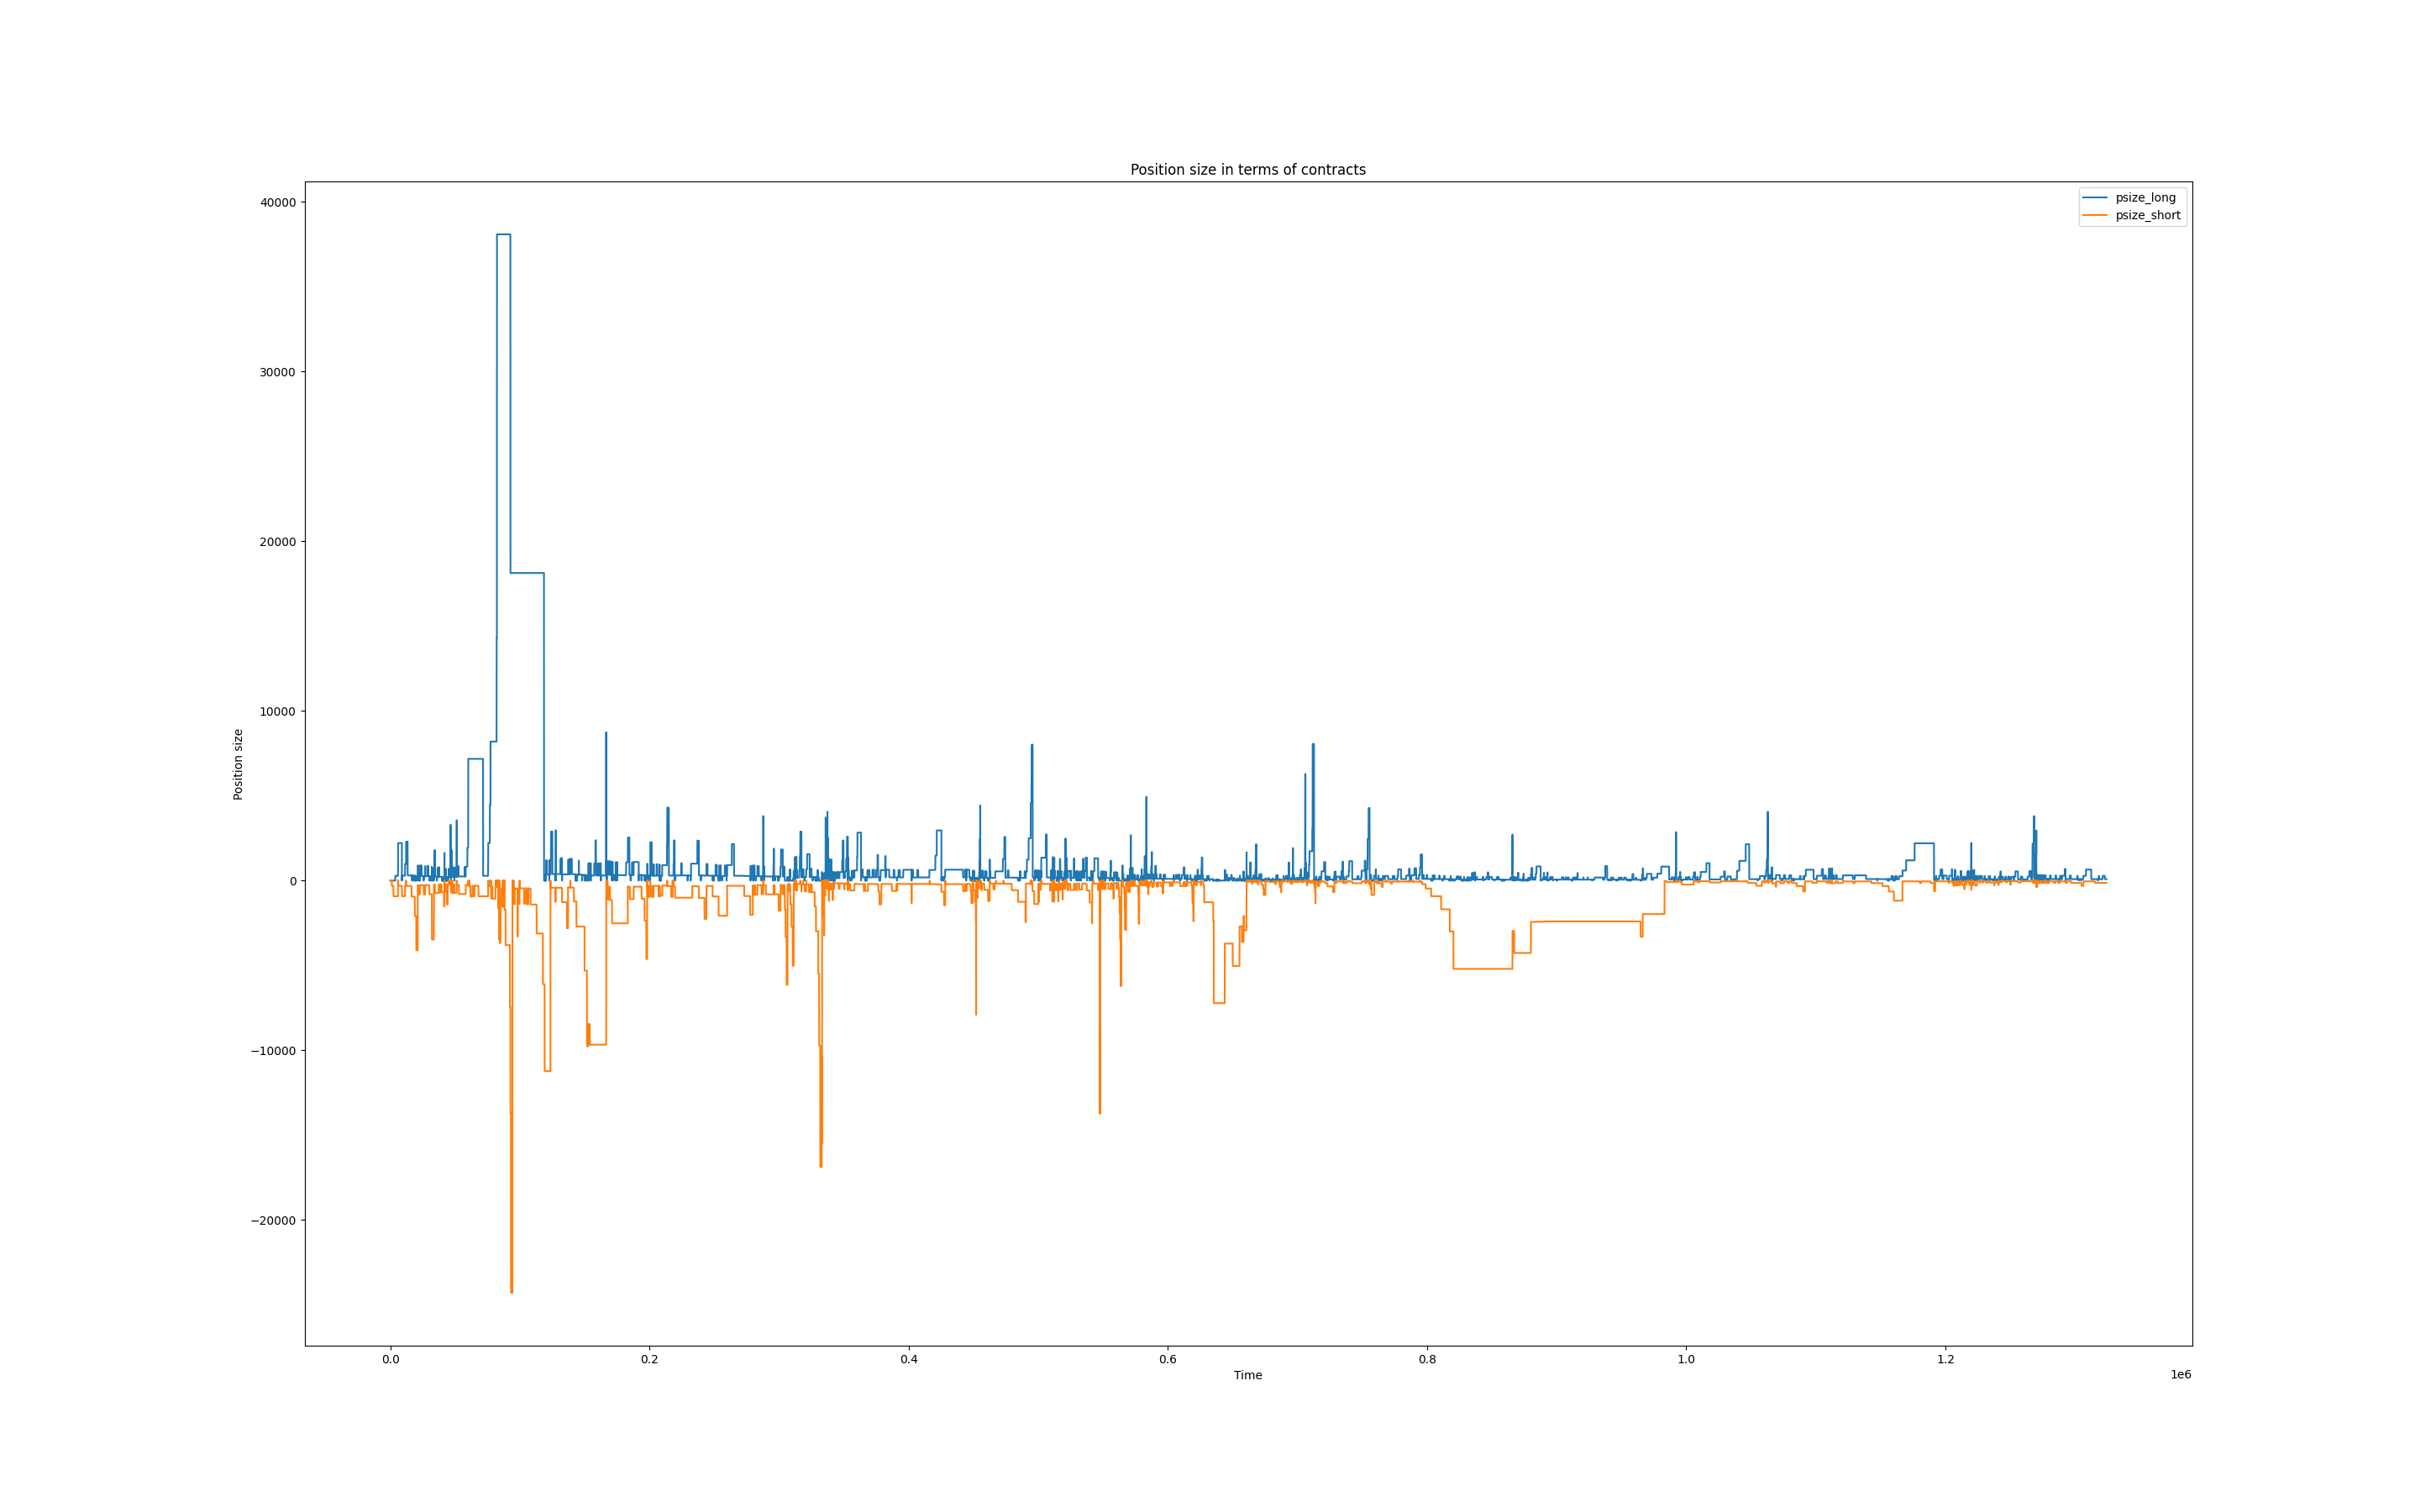 Position size in terms of contracts
psize_long
psize_short
40000
30000
20000
10000
0
−10000
−20000
Position size
0.0 0.2 0.4 0.6 0.8 1.0 1.2
Time
1e6